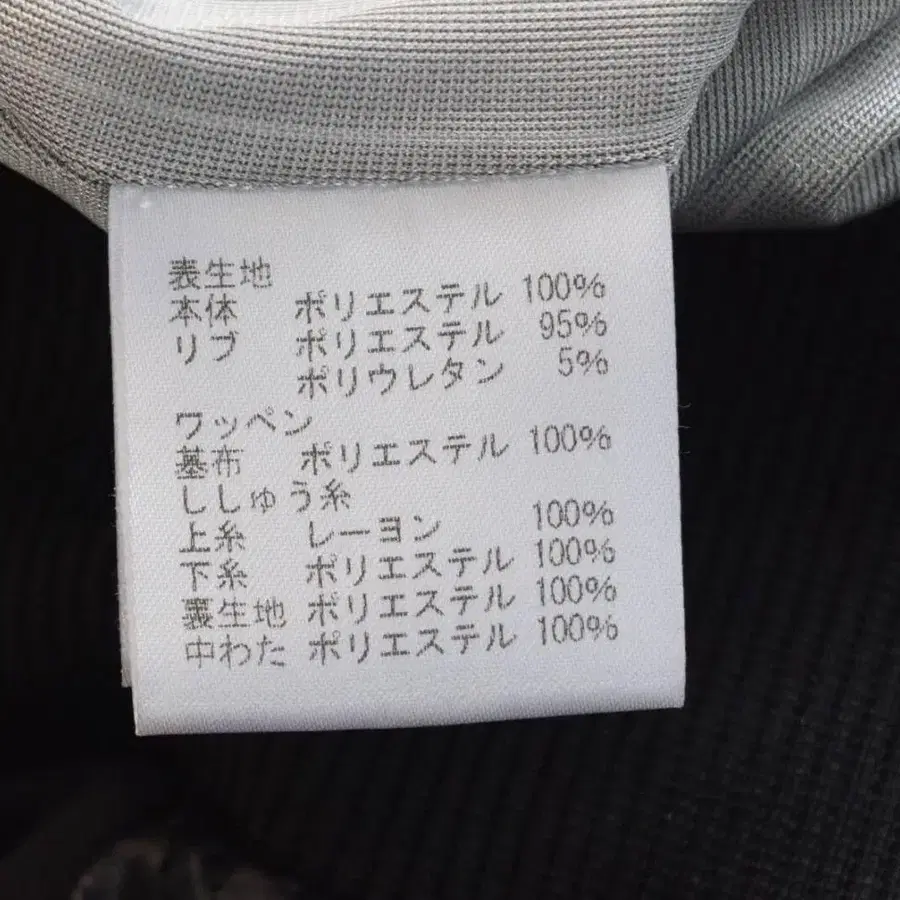 表生地
本体 ポリエステル 100%
リブ ポリエステル 95%
ポリウレタン 5%
ワッペン
基布 ポリエステル 100%
ししゅう糸
上糸 レーヨン 100%
下糸 ポリエステル 100%
裏生地 ポリエステル 100%
中わた ポリエステル 100%